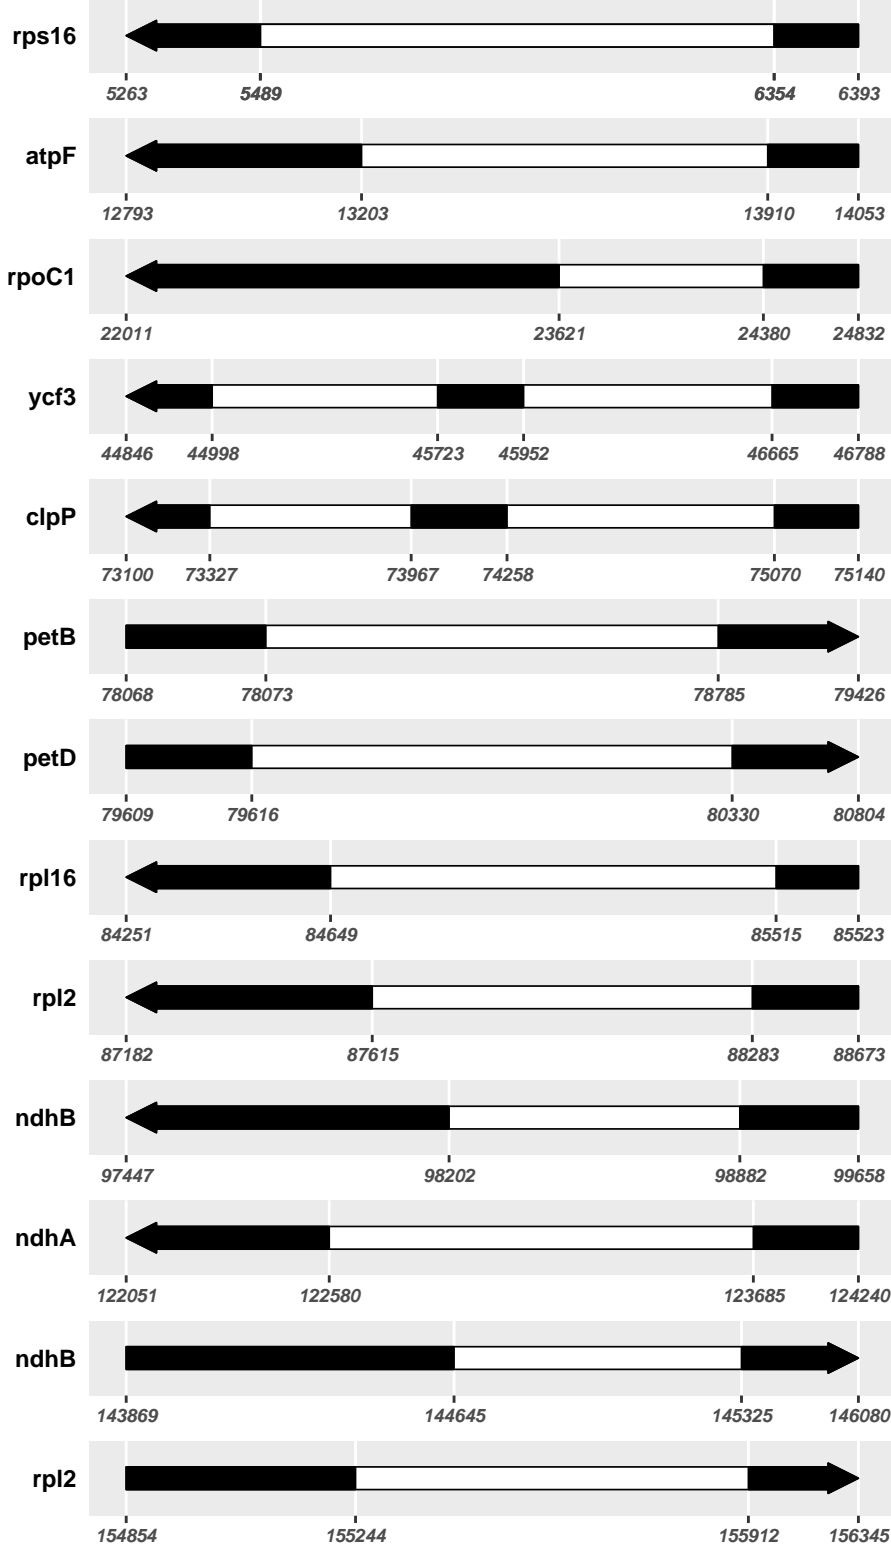 rps16
5263 5489 6354 6393
atpF
12793 13203 13910 14053
rpoC1
22011 23621 24380 24832
ycf3
44846 44998 45723 45952 46665 46788
clpP
73100 73327 73967 74258 75070 75140
petB
78068 78073 78785 79426
petD
79609 79616 80330 80804
rpl16
84251 84649 85515 85523
rpl2
87182 87615 88283 88673
ndhB
97447 98202 98882 99658
ndhA
122051 122580 123685 124240
ndhB
143869 144645 145325 146080
rpl2
154854 155244 155912 156345